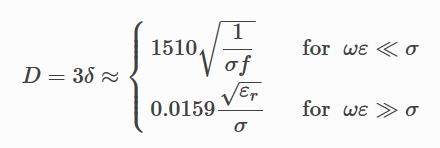 D = 3δ ≈ { 1510 √(1/(σf)) for ωε ≪ σ
0.0159 √εr/σ for ωε ≫ σ